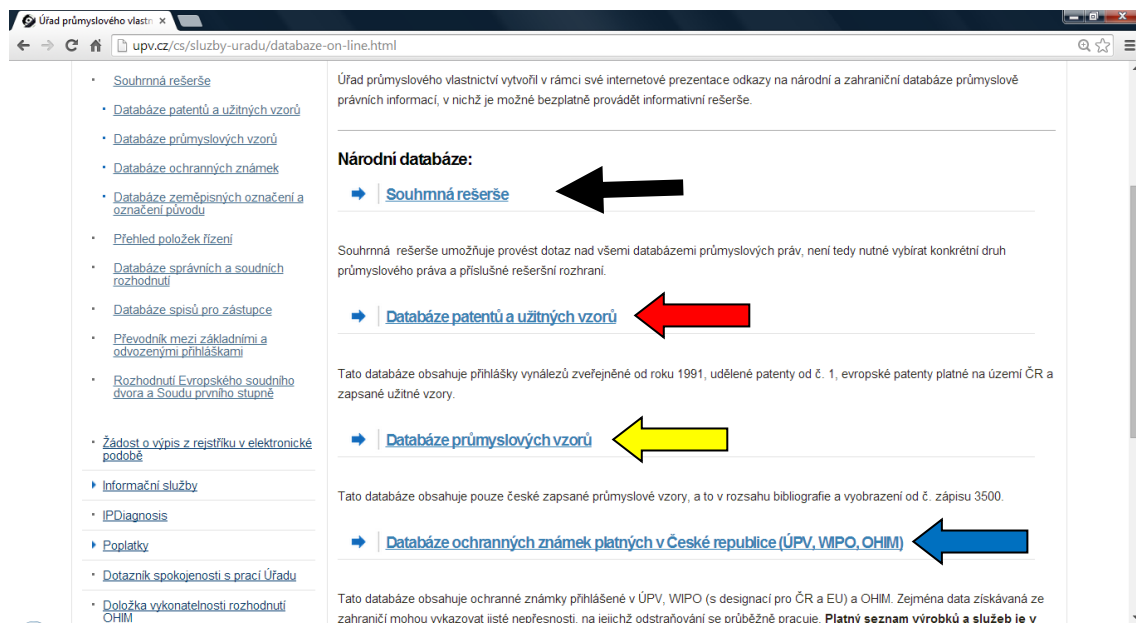 Úřad průmyslového vlastn
upv.cz/cs/sluzby-uradu/databaze-on-line.html
Souhrnná rešerše
Databáze patentů a užitných vzorů
Databáze průmyslových vzorů
Databáze ochranných známek
Databáze zeměpisných označení a
označení původu
Přehled položek řízení
Databáze správních a soudních
rozhodnutí
Databáze spisů pro zástupce
Převodník mezi základními a
odvozenými přihláškami
Rozhodnutí Evropského soudního
dvora a Soudu prvního stupně
Žádost o výpis z rejstříku v elektronické
podobě
Informační služby
IPDiagnosis
Poplatky
Dotazník spokojenosti s prací Úřadu
Doložka vykonatelnosti rozhodnutí
OHIM
Úřad průmyslového vlastnictví vytvořil v rámci své internetové prezentace odkazy na národní a zahraniční databáze průmyslově
právních informací, v nichž je možné bezplatně provádět informativní rešerše.
Národní databáze:
Souhrnná rešerše
Souhrnná rešerše umožňuje provést dotaz nad všemi databázemi průmyslových práv, není tedy nutné vybírat konkrétní druh
průmyslového práva a příslušné rešeršní rozhraní.
Databáze patentů a užitných vzorů
Tato databáze obsahuje přihlášky vynálezů zveřejněné od roku 1991, udělené patenty od č. 1, evropské patenty platné na území ČR a
zapsané užitné vzory.
Databáze průmyslových vzorů
Tato databáze obsahuje pouze české zapsané průmyslové vzory, a to v rozsahu bibliografie a vyobrazení od č. zápisu 3500.
Databáze ochranných známek platných v České republice (ÚPV, WIPO, OHIM)
Tato databáze obsahuje ochranné známky přihlášené v ÚPV, WIPO (s designací pro ČR a EU) a OHIM. Zejména data získávaná ze
zahraničí mohou vykazovat jisté nepřesnosti, na jejichž odstraňování se průběžně pracuje. Platný seznam výrobků a služeb je v